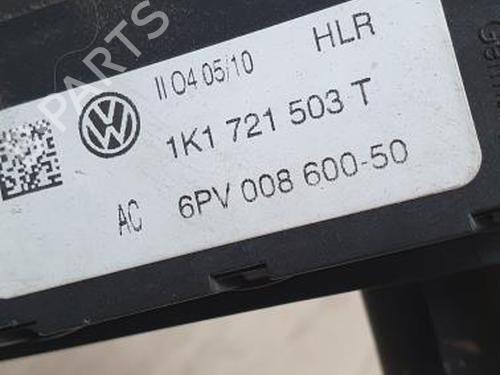 B-PARTS
II 04 05/10 HLR
1K1 721 503 T
AC 6PV 008 600-50